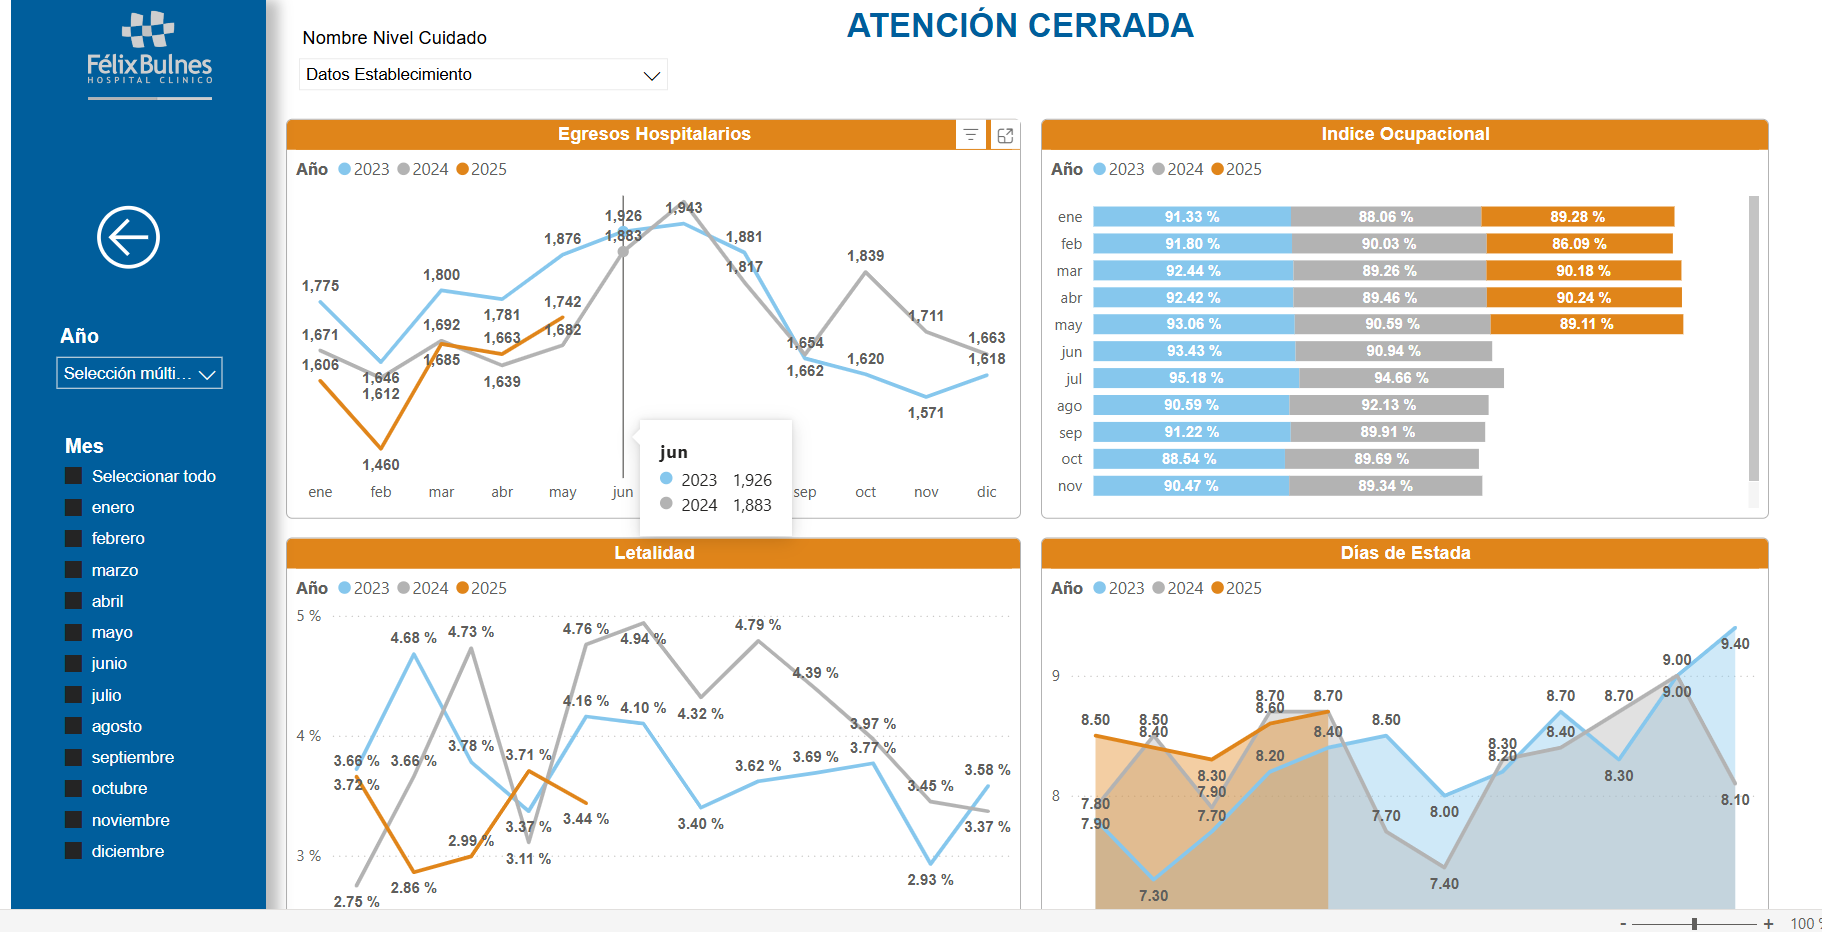 FélixBulnes
HOSPITAL CLINICO
Año
Selección múlti...
Mes
Seleccionar todo
enero
febrero
marzo
abril
mayo
junio
julio
agosto
septiembre
octubre
noviembre
diciembre
ATENCIÓN CERRADA
Nombre Nivel Cuidado
Datos Establecimiento
Egresos Hospitalarios
Año 2023 2024 2025
1,926 1,943
1,876 1,883 1,881
1,839
1,800 1,817
1,775
1,742
1,781 1,711
1,671 1,692 1,663 1,682 1,654 1,663
1,606 1,685 1,620 1,618
1,646 1,662
1,612 1,639
1,571
1,460
ene feb mar abr may jun sep oct nov dic
jun
2023 1,926
2024 1,883
Indice Ocupacional
Año 2023 2024 2025
ene 91.33 % 88.06 % 89.28 %
feb 91.80 % 90.03 % 86.09 %
mar 92.44 % 89.26 % 90.18 %
abr 92.42 % 89.46 % 90.24 %
may 93.06 % 90.59 % 89.11 %
jun 93.43 % 90.94 %
jul 95.18 % 94.66 %
ago 90.59 % 92.13 %
sep 91.22 % 89.91 %
oct 88.54 % 89.69 %
nov 90.47 % 89.34 %
Letalidad
Año 2023 2024 2025
5 %
4.68 % 4.73 % 4.76 % 4.94 % 4.79 %
4.39 %
4.16 % 4.10 % 4.32 %
3.97 %
4 %
3.66 % 3.66 % 3.78 % 3.71 % 3.62 % 3.69 % 3.77 %
3.72 % 3.45 % 3.58 %
2.99 % 3.37 % 3.44 % 3.40 % 3.37 %
3 %
3.11 %
2.75 % 2.86 % 2.93 %
Días de Estada
Año 2023 2024 2025
9
9.00 9.40
9.00
8.70 8.70 8.70 8.70
8.50 8.50 8.60 8.50
8.40 8.40 8.30 8.40
8.20 8.20
8.30 8.30
8
7.80 7.90 8.00 8.10
7.90 7.70 7.70
7.30 7.40
- + 100 %